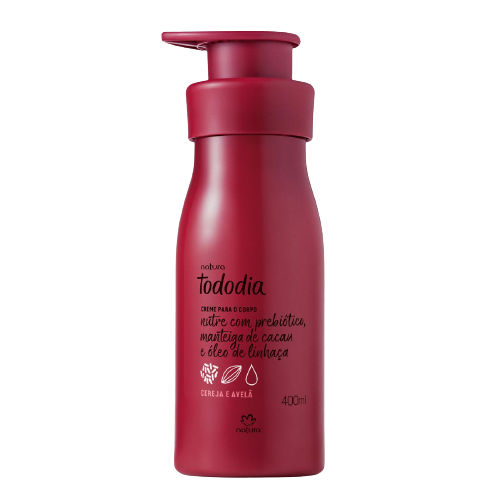 natura
Tododia
CREME PARA O CORPO
nutre com prebiótico,
manteiga de cacau
e óleo de linhaça
CEREJA E AVELÃ
400ml
natura